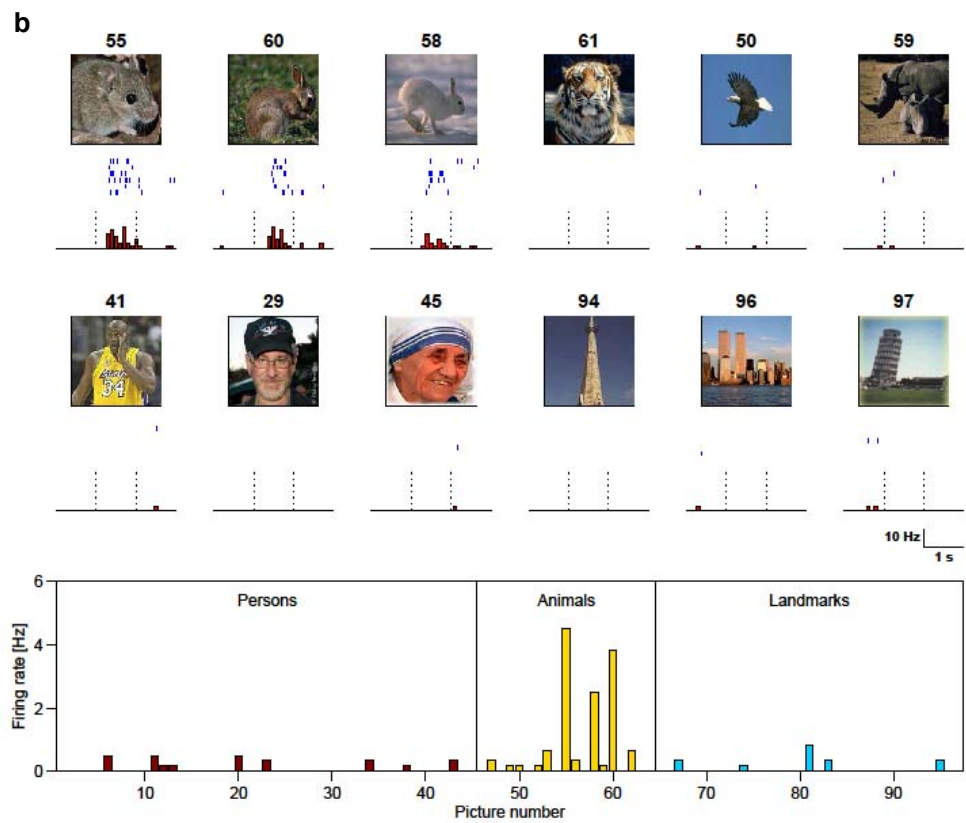 b
55 60 58 61 50 59
41 29 45 94 96 97
34
10 Hz
1 s
6
Persons Animals Landmarks
4
2
0
Firing rate [Hz]
10 20 30 40 50 60 70 80 90
Picture number